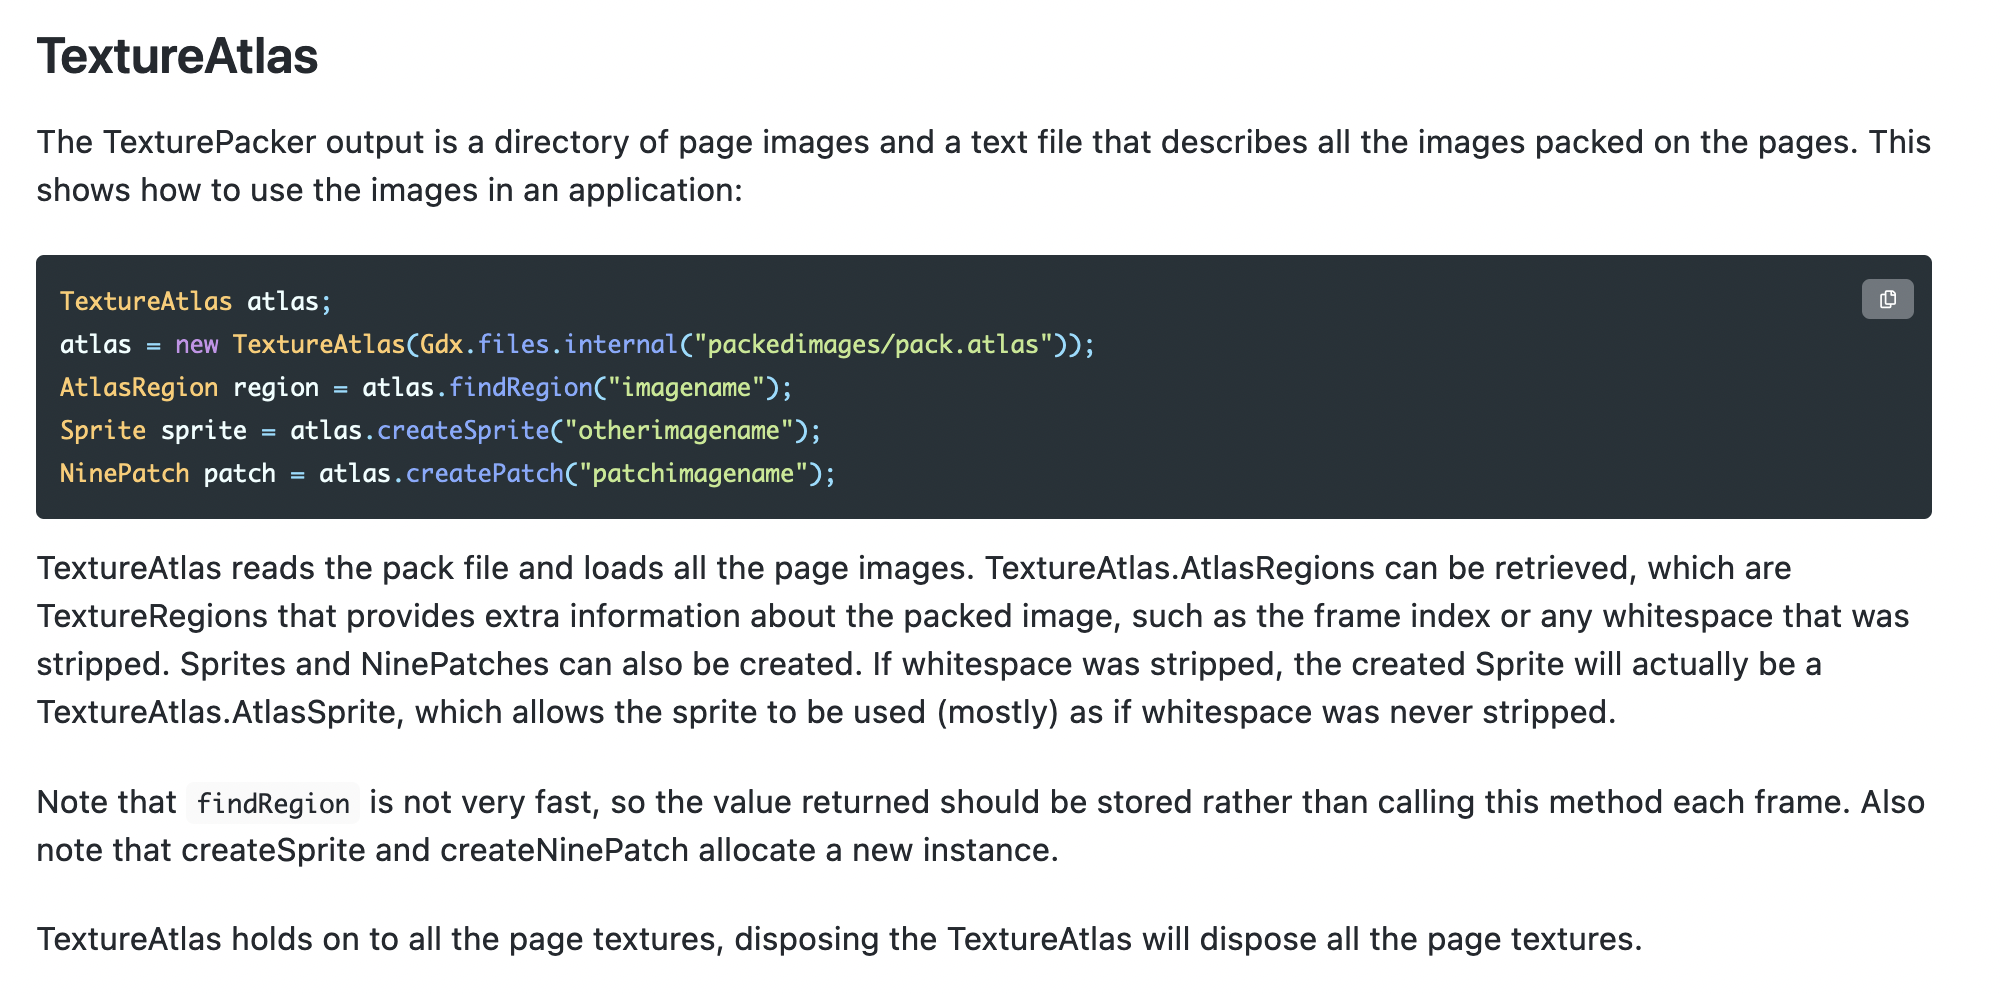 TextureAtlas
The TexturePacker output is a directory of page images and a text file that describes all the images packed on the pages. This
shows how to use the images in an application:
TextureAtlas atlas;
atlas = new TextureAtlas(Gdx.files.internal("packedimages/pack.atlas"));
AtlasRegion region = atlas.findRegion("imagename");
Sprite sprite = atlas.createSprite("otherimagename");
NinePatch patch = atlas.createPatch("patchimagename");
TextureAtlas reads the pack file and loads all the page images. TextureAtlas.AtlasRegions can be retrieved, which are
TextureRegions that provides extra information about the packed image, such as the frame index or any whitespace that was
stripped. Sprites and NinePatches can also be created. If whitespace was stripped, the created Sprite will actually be a
TextureAtlas.AtlasSprite, which allows the sprite to be used (mostly) as if whitespace was never stripped.
Note that findRegion is not very fast, so the value returned should be stored rather than calling this method each frame. Also
note that createSprite and createNinePatch allocate a new instance.
TextureAtlas holds on to all the page textures, disposing the TextureAtlas will dispose all the page textures.